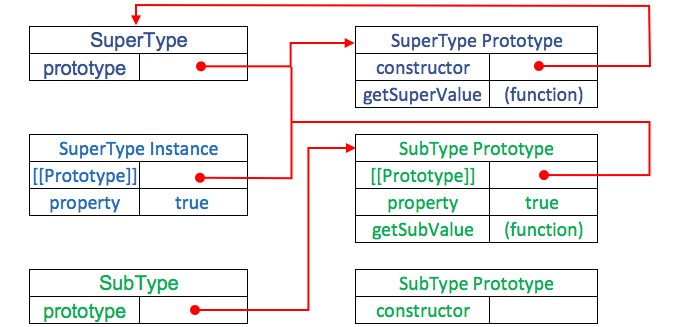 SuperType
prototype
SuperType Prototype
constructor
getSuperValue (function)
SuperType Instance
[[Prototype]]
property true
SubType Prototype
[[Prototype]]
property true
getSubValue (function)
SubType
prototype
SubType Prototype
constructor